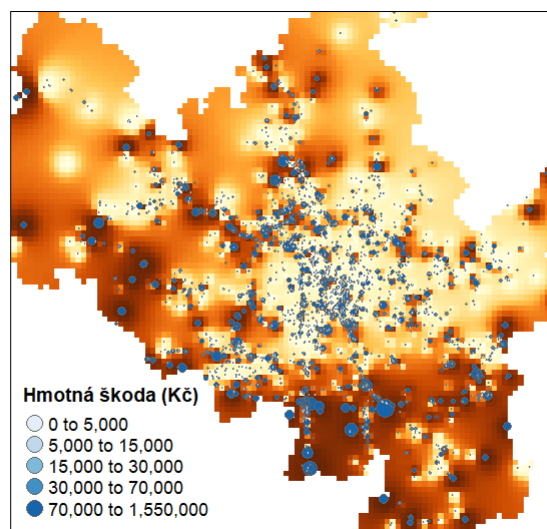 Hmotná škoda (Kč)
0 to 5,000
5,000 to 15,000
15,000 to 30,000
30,000 to 70,000
70,000 to 1,550,000